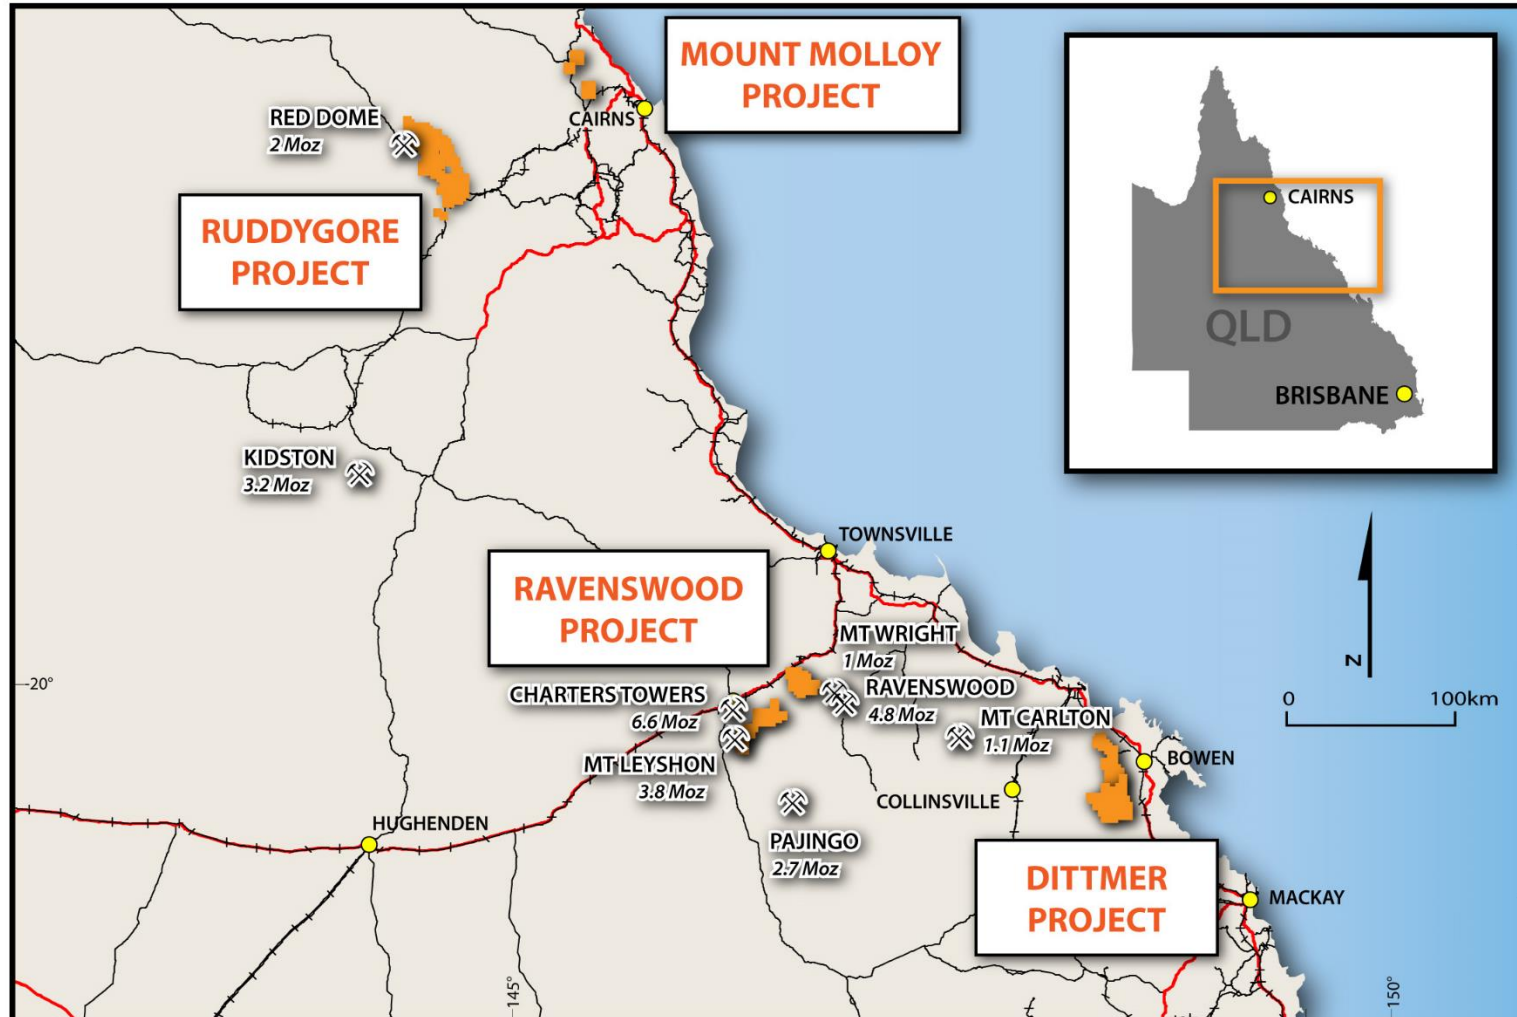 MOUNT MOLLOY
PROJECT
RED DOME
2 Moz
CAIRNS
RUDDYGORE
PROJECT
CAIRNS
QLD
BRISBANE
KIDSTON
3.2 Moz
TOWNSVILLE
RAVENSWOOD
PROJECT
MT WRIGHT
1 Moz
N
-20°
CHARTERS TOWERS
6.6 Moz
RAVENSWOOD
4.8 Moz
0 100km
MT CARLTON
1.1 Moz
MT LEYSHON
3.8 Moz
BOWEN
COLLINSVILLE
HUGHENDEN
PAJINGO
2.7 Moz
DITTMER
PROJECT
MACKAY
145°
150°